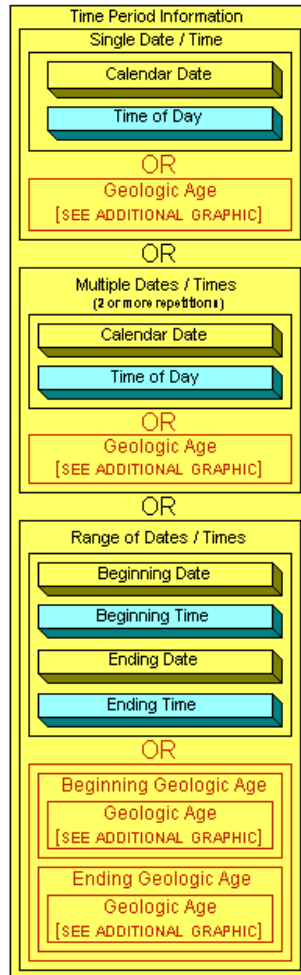 Time Period Information
Single Date / Time
Calendar Date
Time of Day
OR
Geologic Age
[SEE ADDITIONAL GRAPHIC]
OR
Multiple Dates / Times
(2 or more repetitions)
Calendar Date
Time of Day
OR
Geologic Age
[SEE ADDITIONAL GRAPHIC]
OR
Range of Dates / Times
Beginning Date
Beginning Time
Ending Date
Ending Time
OR
Beginning Geologic Age
Geologic Age
[SEE ADDITIONAL GRAPHIC]
Ending Geologic Age
Geologic Age
[SEE ADDITIONAL GRAPHIC]